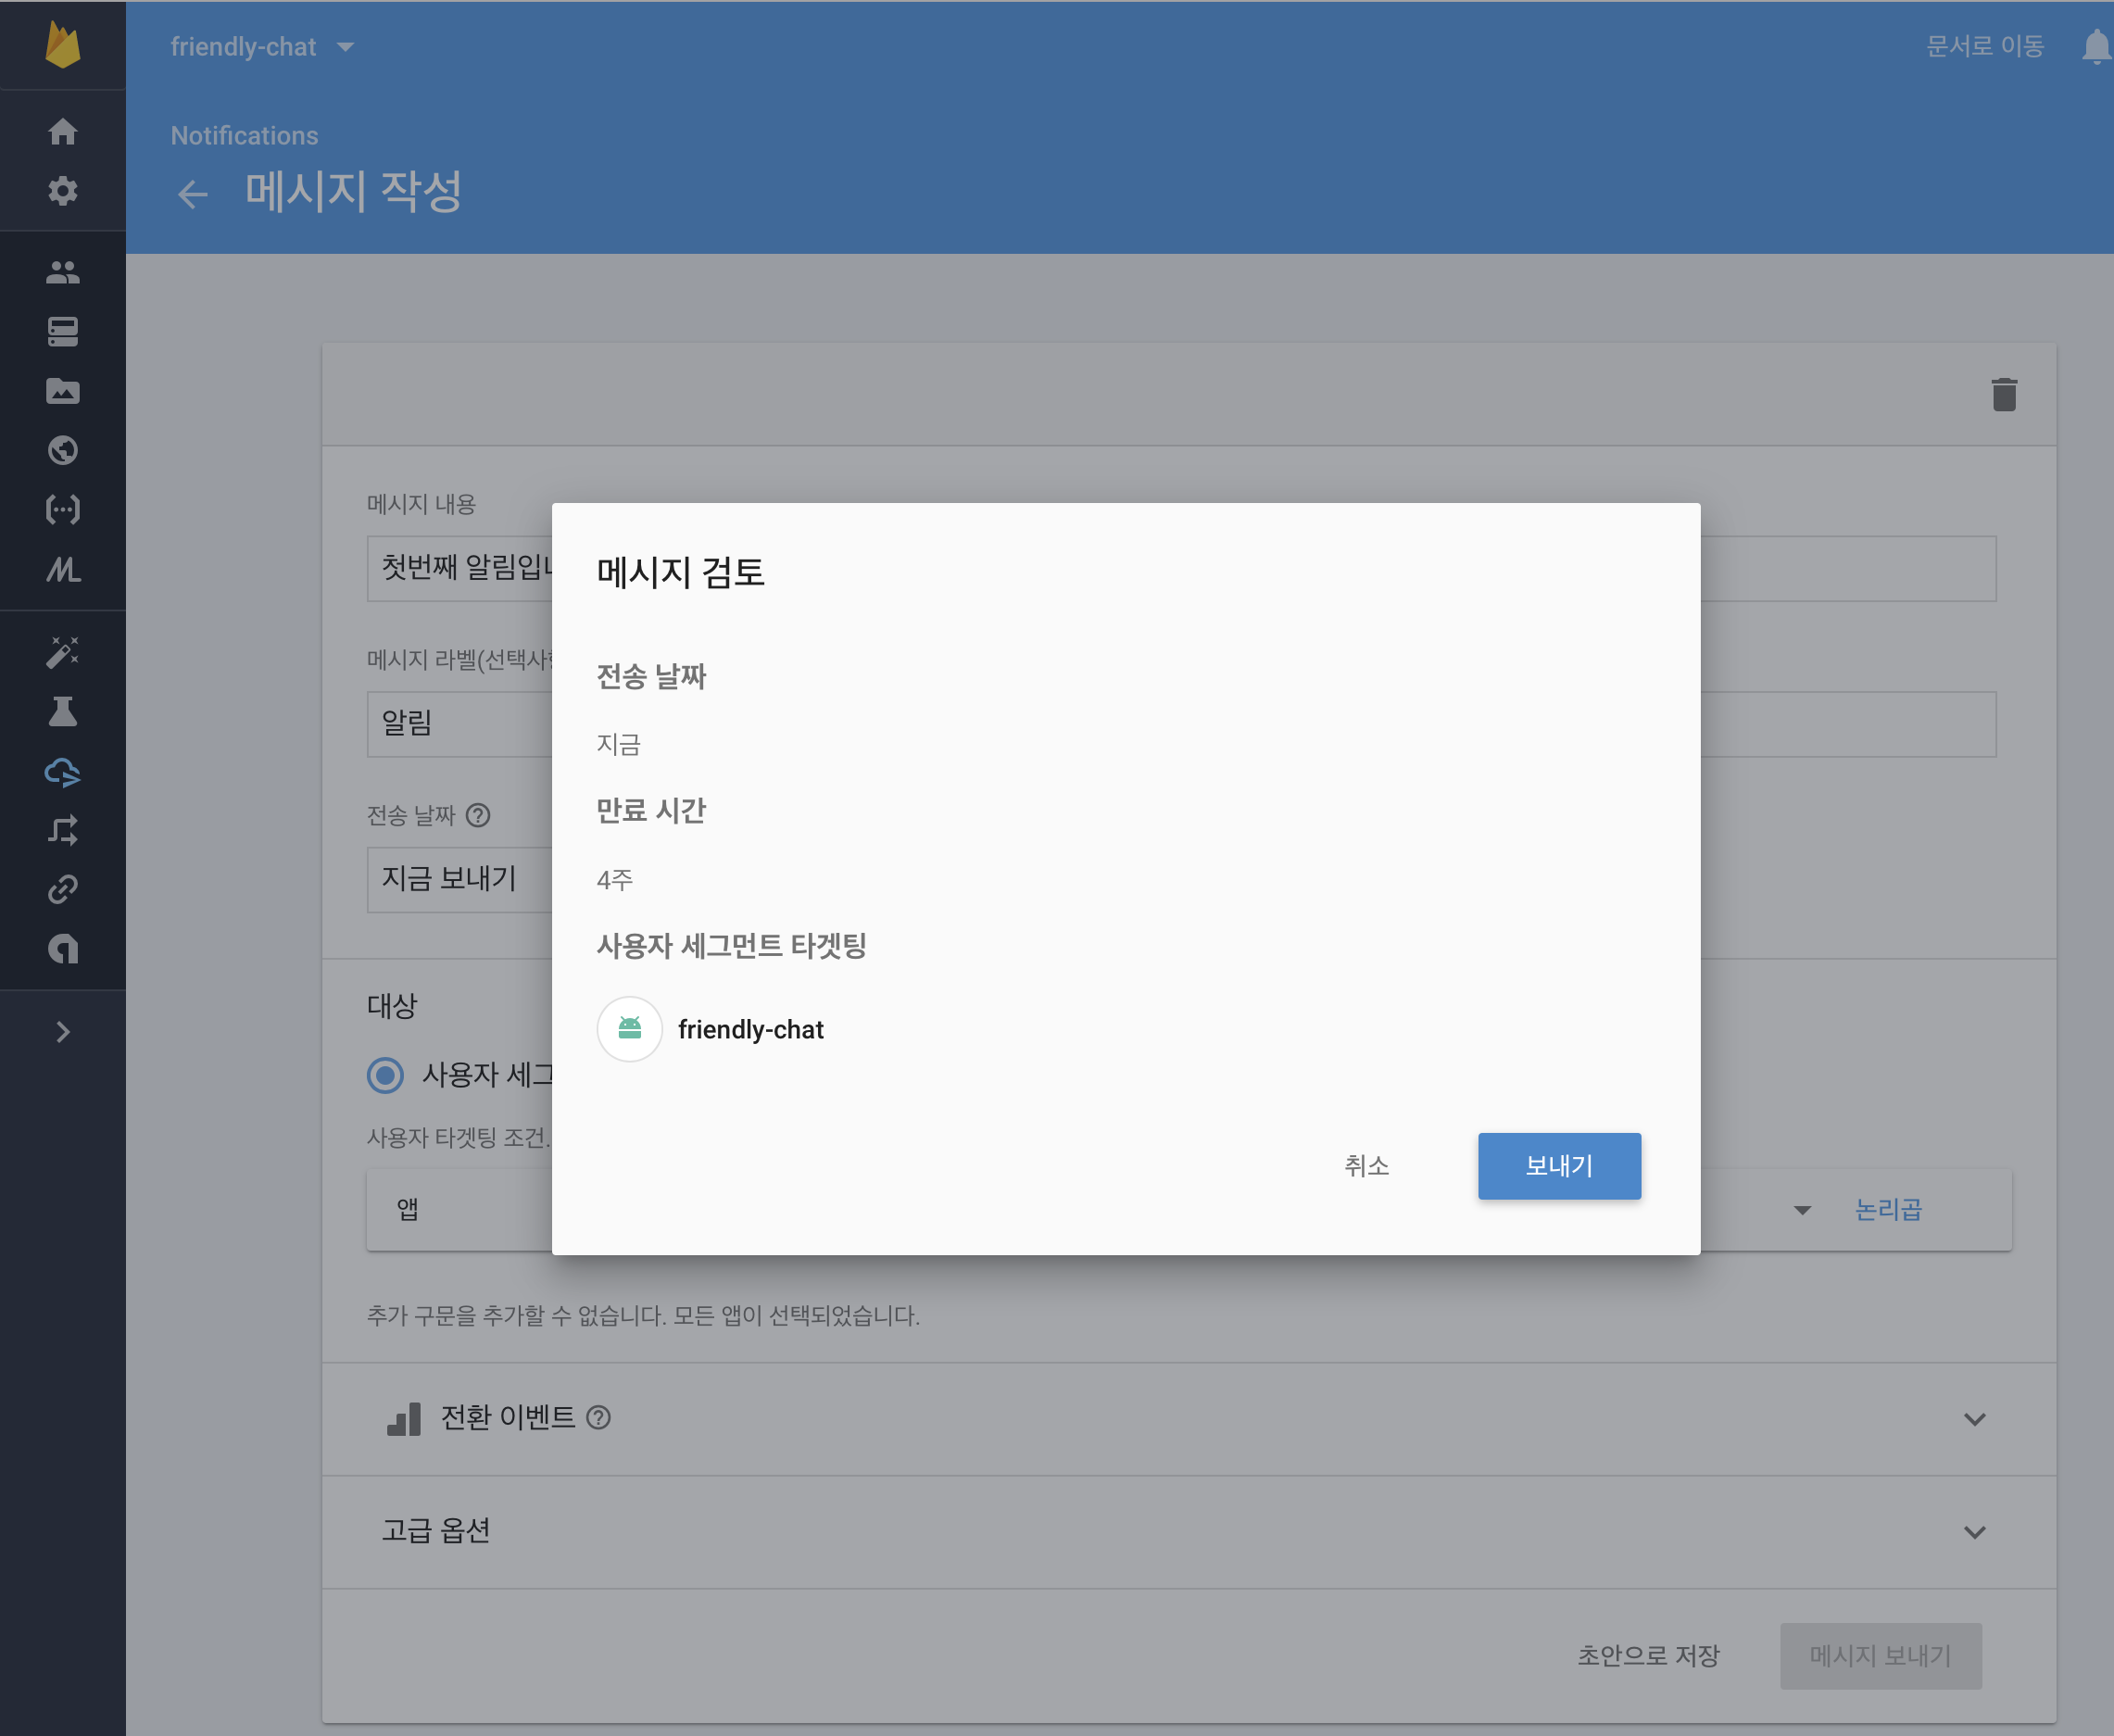 friendly-chat
문서로 이동
Notifications
메시지 작성
메시지 내용
첫번째 알림입니
메시지 라벨(선택사항
알림
전송 날짜
지금 보내기
대상
사용자 세그
사용자 타겟팅 조건.
앱
논리곱
추가 구문을 추가할 수 없습니다. 모든 앱이 선택되었습니다.
전환 이벤트
고급 옵션
초안으로 저장
메시지 보내기
메시지 검토
전송 날짜
지금
만료 시간
4주
사용자 세그먼트 타겟팅
friendly-chat
취소
보내기